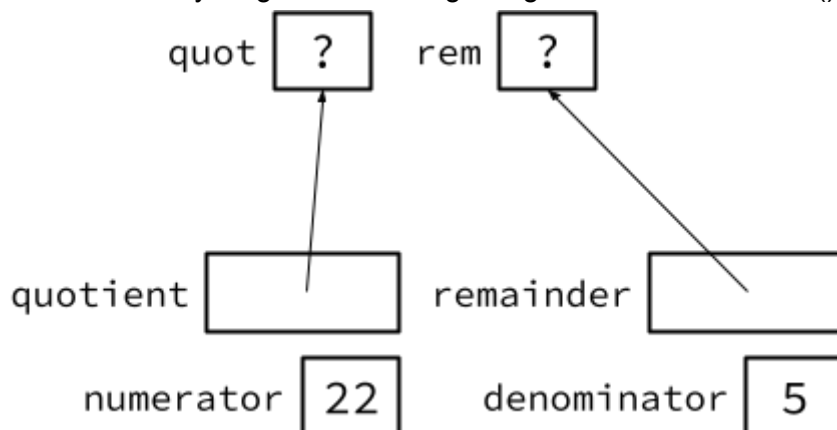 quot ? rem ?
quotient remainder
numerator 22 denominator 5